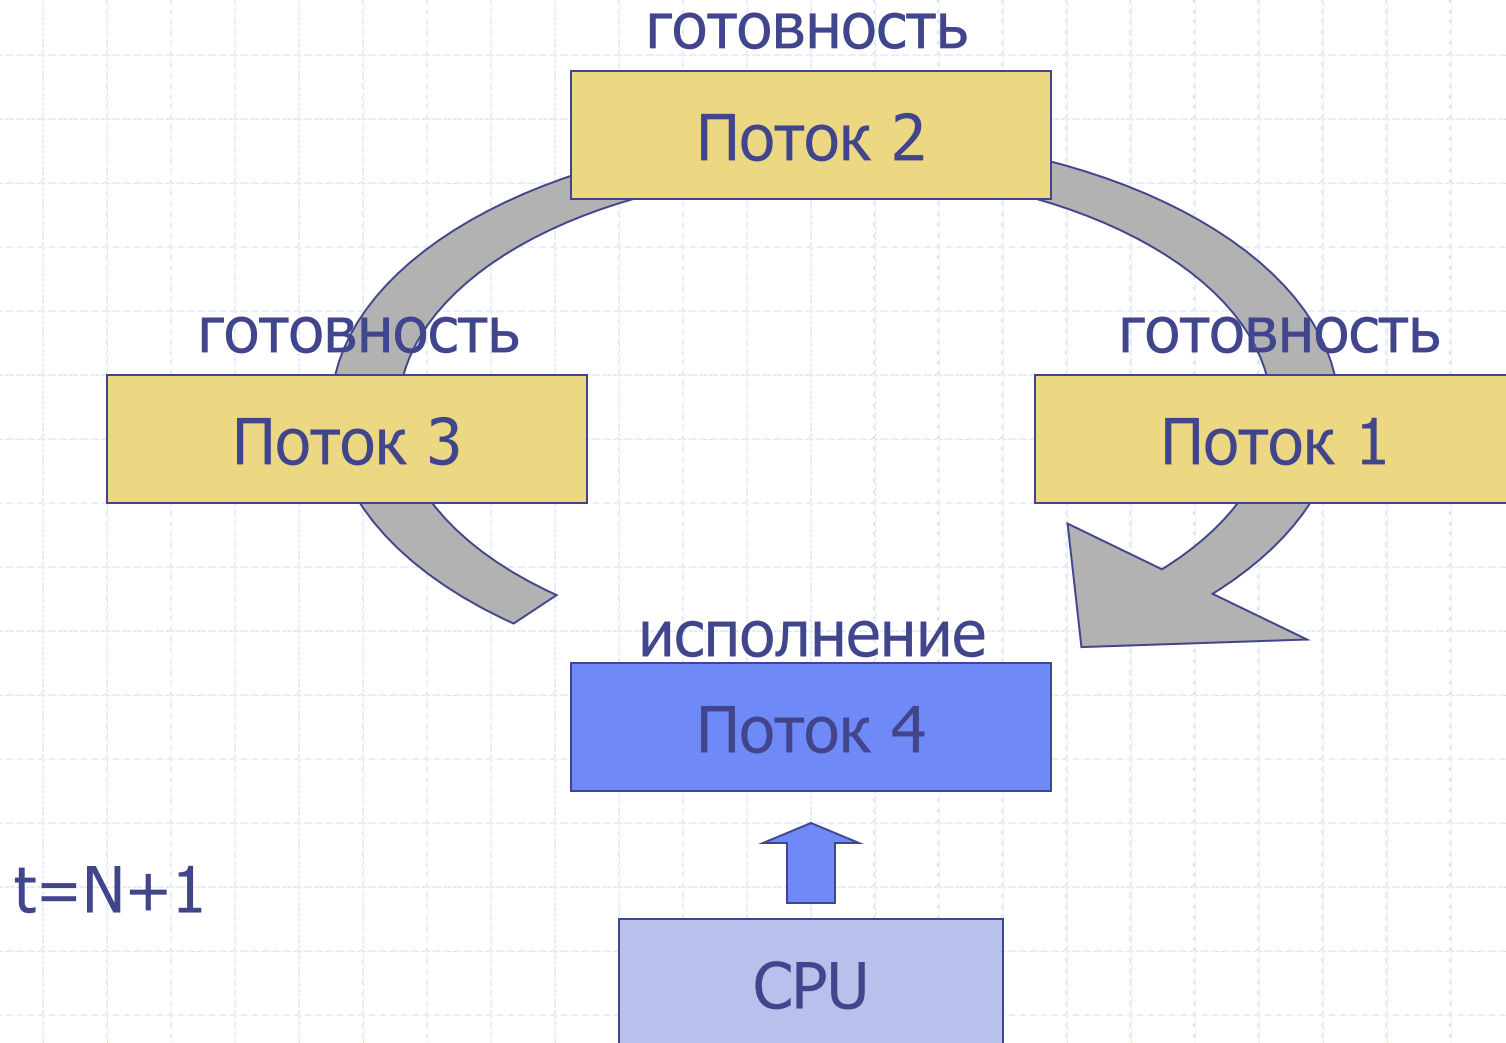 готовность
Поток 2
готовность
готовность
Поток 3
Поток 1
исполнение
Поток 4
t=N+1
CPU